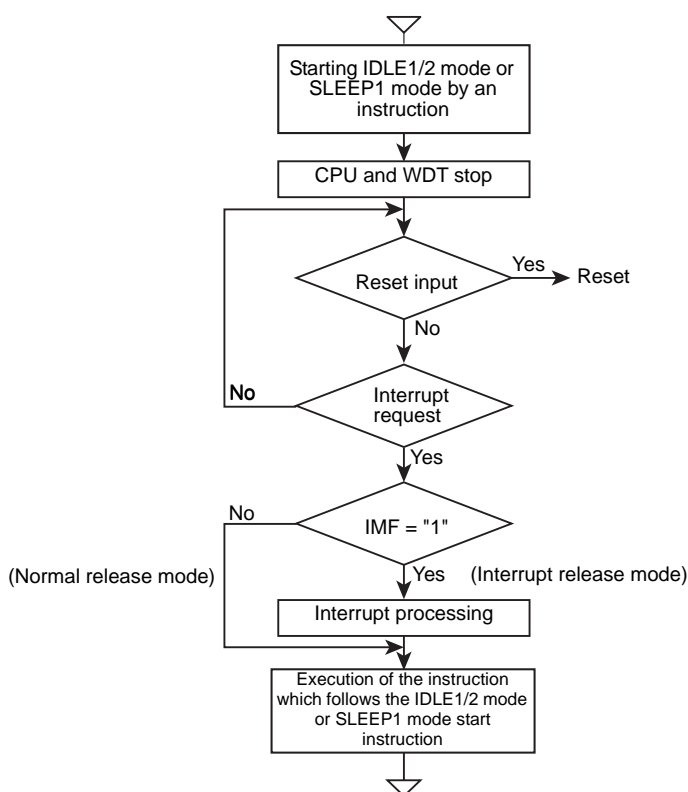 Starting IDLE1/2 mode or
SLEEP1 mode by an
instruction
CPU and WDT stop
Reset input
Yes
Reset
No
Interrupt
request
No
Yes
IMF = "1"
No
(Normal release mode)
Yes
(Interrupt release mode)
Interrupt processing
Execution of the instruction
which follows the IDLE1/2 mode
or SLEEP1 mode start
instruction